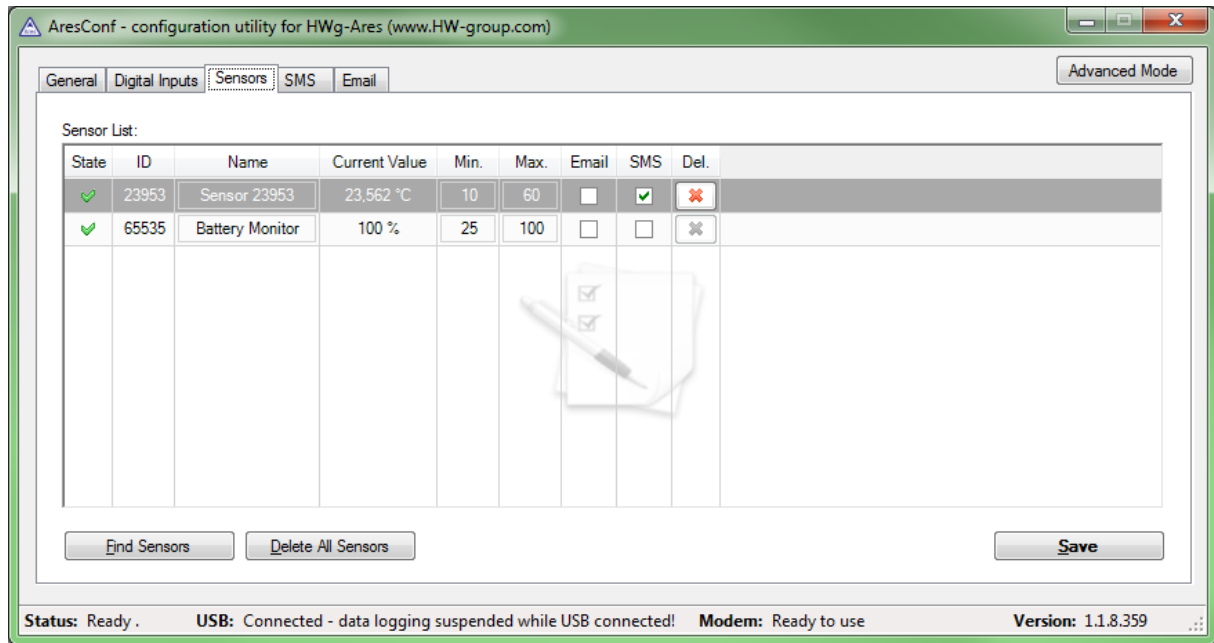 AresConf - configuration utility for HWg-Ares (www.HW-group.com)
General Digital Inputs Sensors SMS Email Advanced Mode
Sensor List:
State ID Name Current Value Min. Max. Email SMS Del.
23953 Sensor 23953 23,562 °C 10 60
65535 Battery Monitor 100 % 25 100
Find Sensors Delete All Sensors Save
Status: Ready . USB: Connected - data logging suspended while USB connected! Modem: Ready to use Version: 1.1.8.359